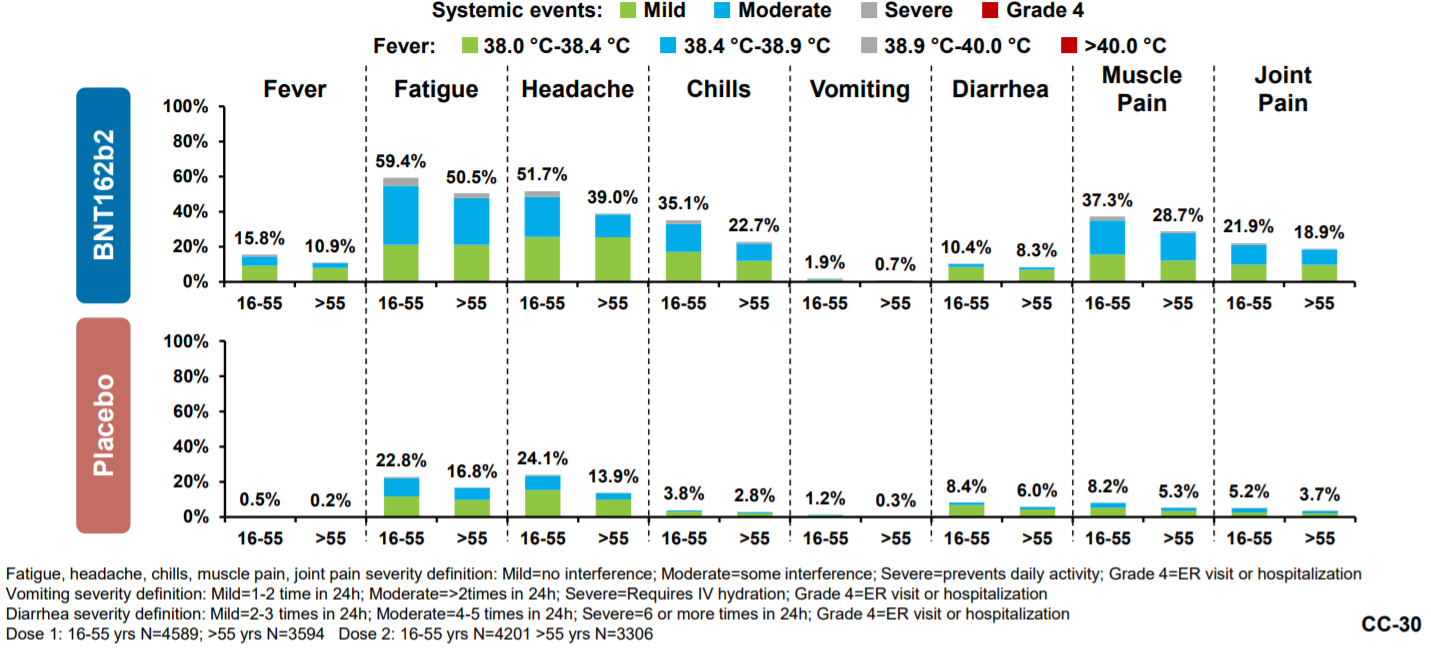 Systemic events: Mild Moderate Severe Grade 4
Fever: 38.0 °C-38.4 °C 38.4 °C-38.9 °C 38.9 °C-40.0 °C >40.0 °C
Fever Fatigue Headache Chills Vomiting Diarrhea Muscle Pain Joint Pain
BNT162b2
100%
80%
60%
40%
20%
0%
15.8% 10.9% 59.4% 50.5% 51.7% 39.0% 35.1% 22.7% 1.9% 0.7% 10.4% 8.3% 37.3% 28.7% 21.9% 18.9%
16-55 >55 16-55 >55 16-55 >55 16-55 >55 16-55 >55 16-55 >55 16-55 >55 16-55 >55
Placebo
100%
80%
60%
40%
20%
0%
0.5% 0.2% 22.8% 16.8% 24.1% 13.9% 3.8% 2.8% 1.2% 0.3% 8.4% 6.0% 8.2% 5.3% 5.2% 3.7%
16-55 >55 16-55 >55 16-55 >55 16-55 >55 16-55 >55 16-55 >55 16-55 >55 16-55 >55
Fatigue, headache, chills, muscle pain, joint pain severity definition: Mild=no interference; Moderate=some interference; Severe=prevents daily activity; Grade 4=ER visit or hospitalization
Vomiting severity definition: Mild=1-2 time in 24h; Moderate=>2times in 24h; Severe=Requires IV hydration; Grade 4=ER visit or hospitalization
Diarrhea severity definition: Mild=2-3 times in 24h; Moderate=4-5 times in 24h; Severe=6 or more times in 24h; Grade 4=ER visit or hospitalization
Dose 1: 16-55 yrs N=4589; >55 yrs N=3594 Dose 2: 16-55 yrs N=4201 >55 yrs N=3306
CC-30